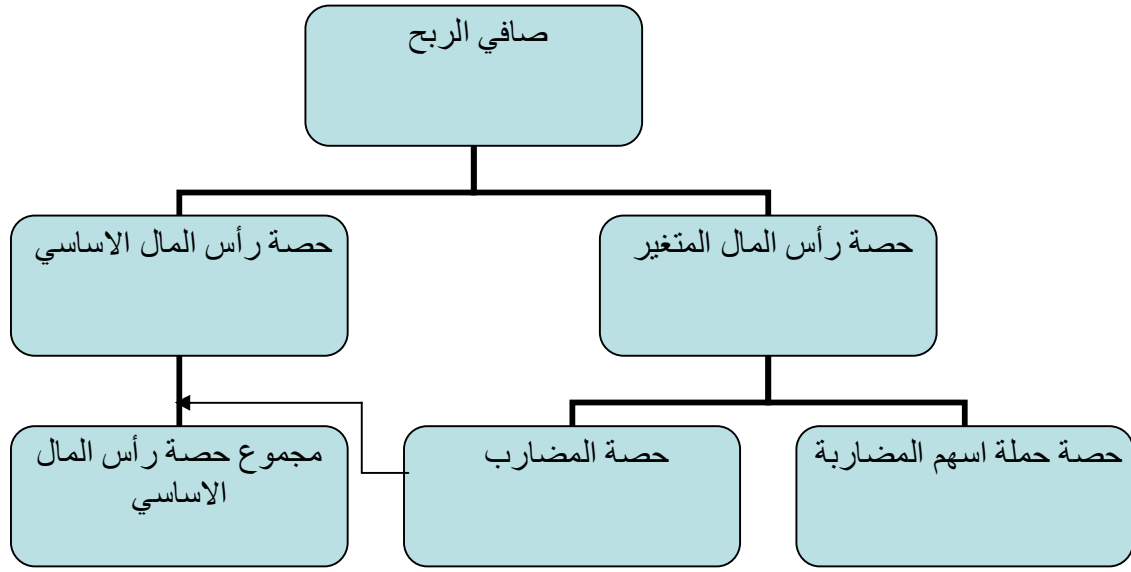 صافي الربح
حصة رأس المال المتغير
حصة رأس المال الاساسي
حصة حملة اسهم المضاربة
حصة المضارب
مجموع حصة رأس المال
الاساسي